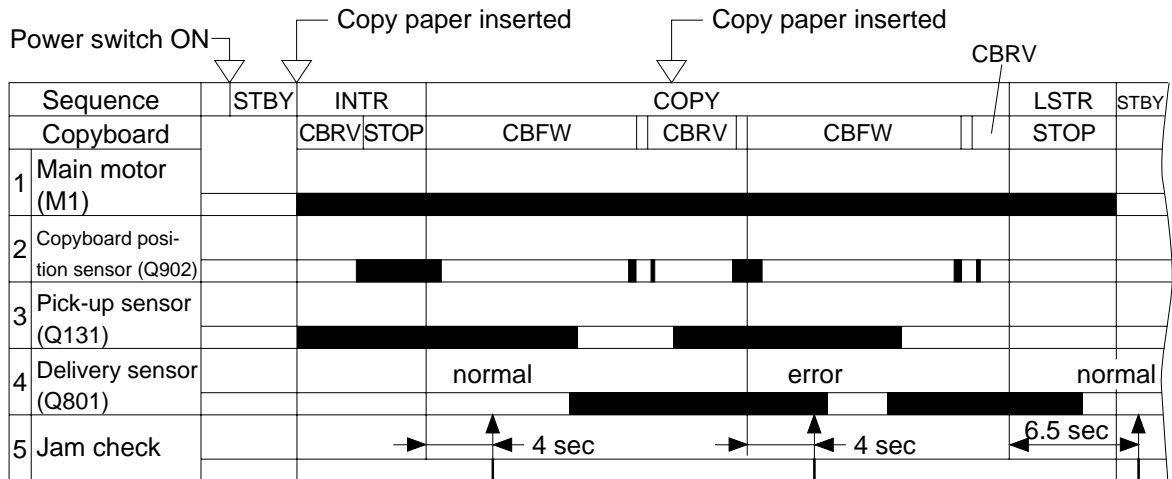 Copy paper inserted
Copy paper inserted
Power switch ON
CBRV
Sequence STBY INTR COPY LSTR STBY
Copyboard CBRV STOP CBFW CBRV CBFW STOP
1 Main motor
(M1)
2 Copyboard posi-
tion sensor (Q902)
3 Pick-up sensor
(Q131)
4 Delivery sensor normal error normal
(Q801)
5 Jam check 4 sec 4 sec 6.5 sec